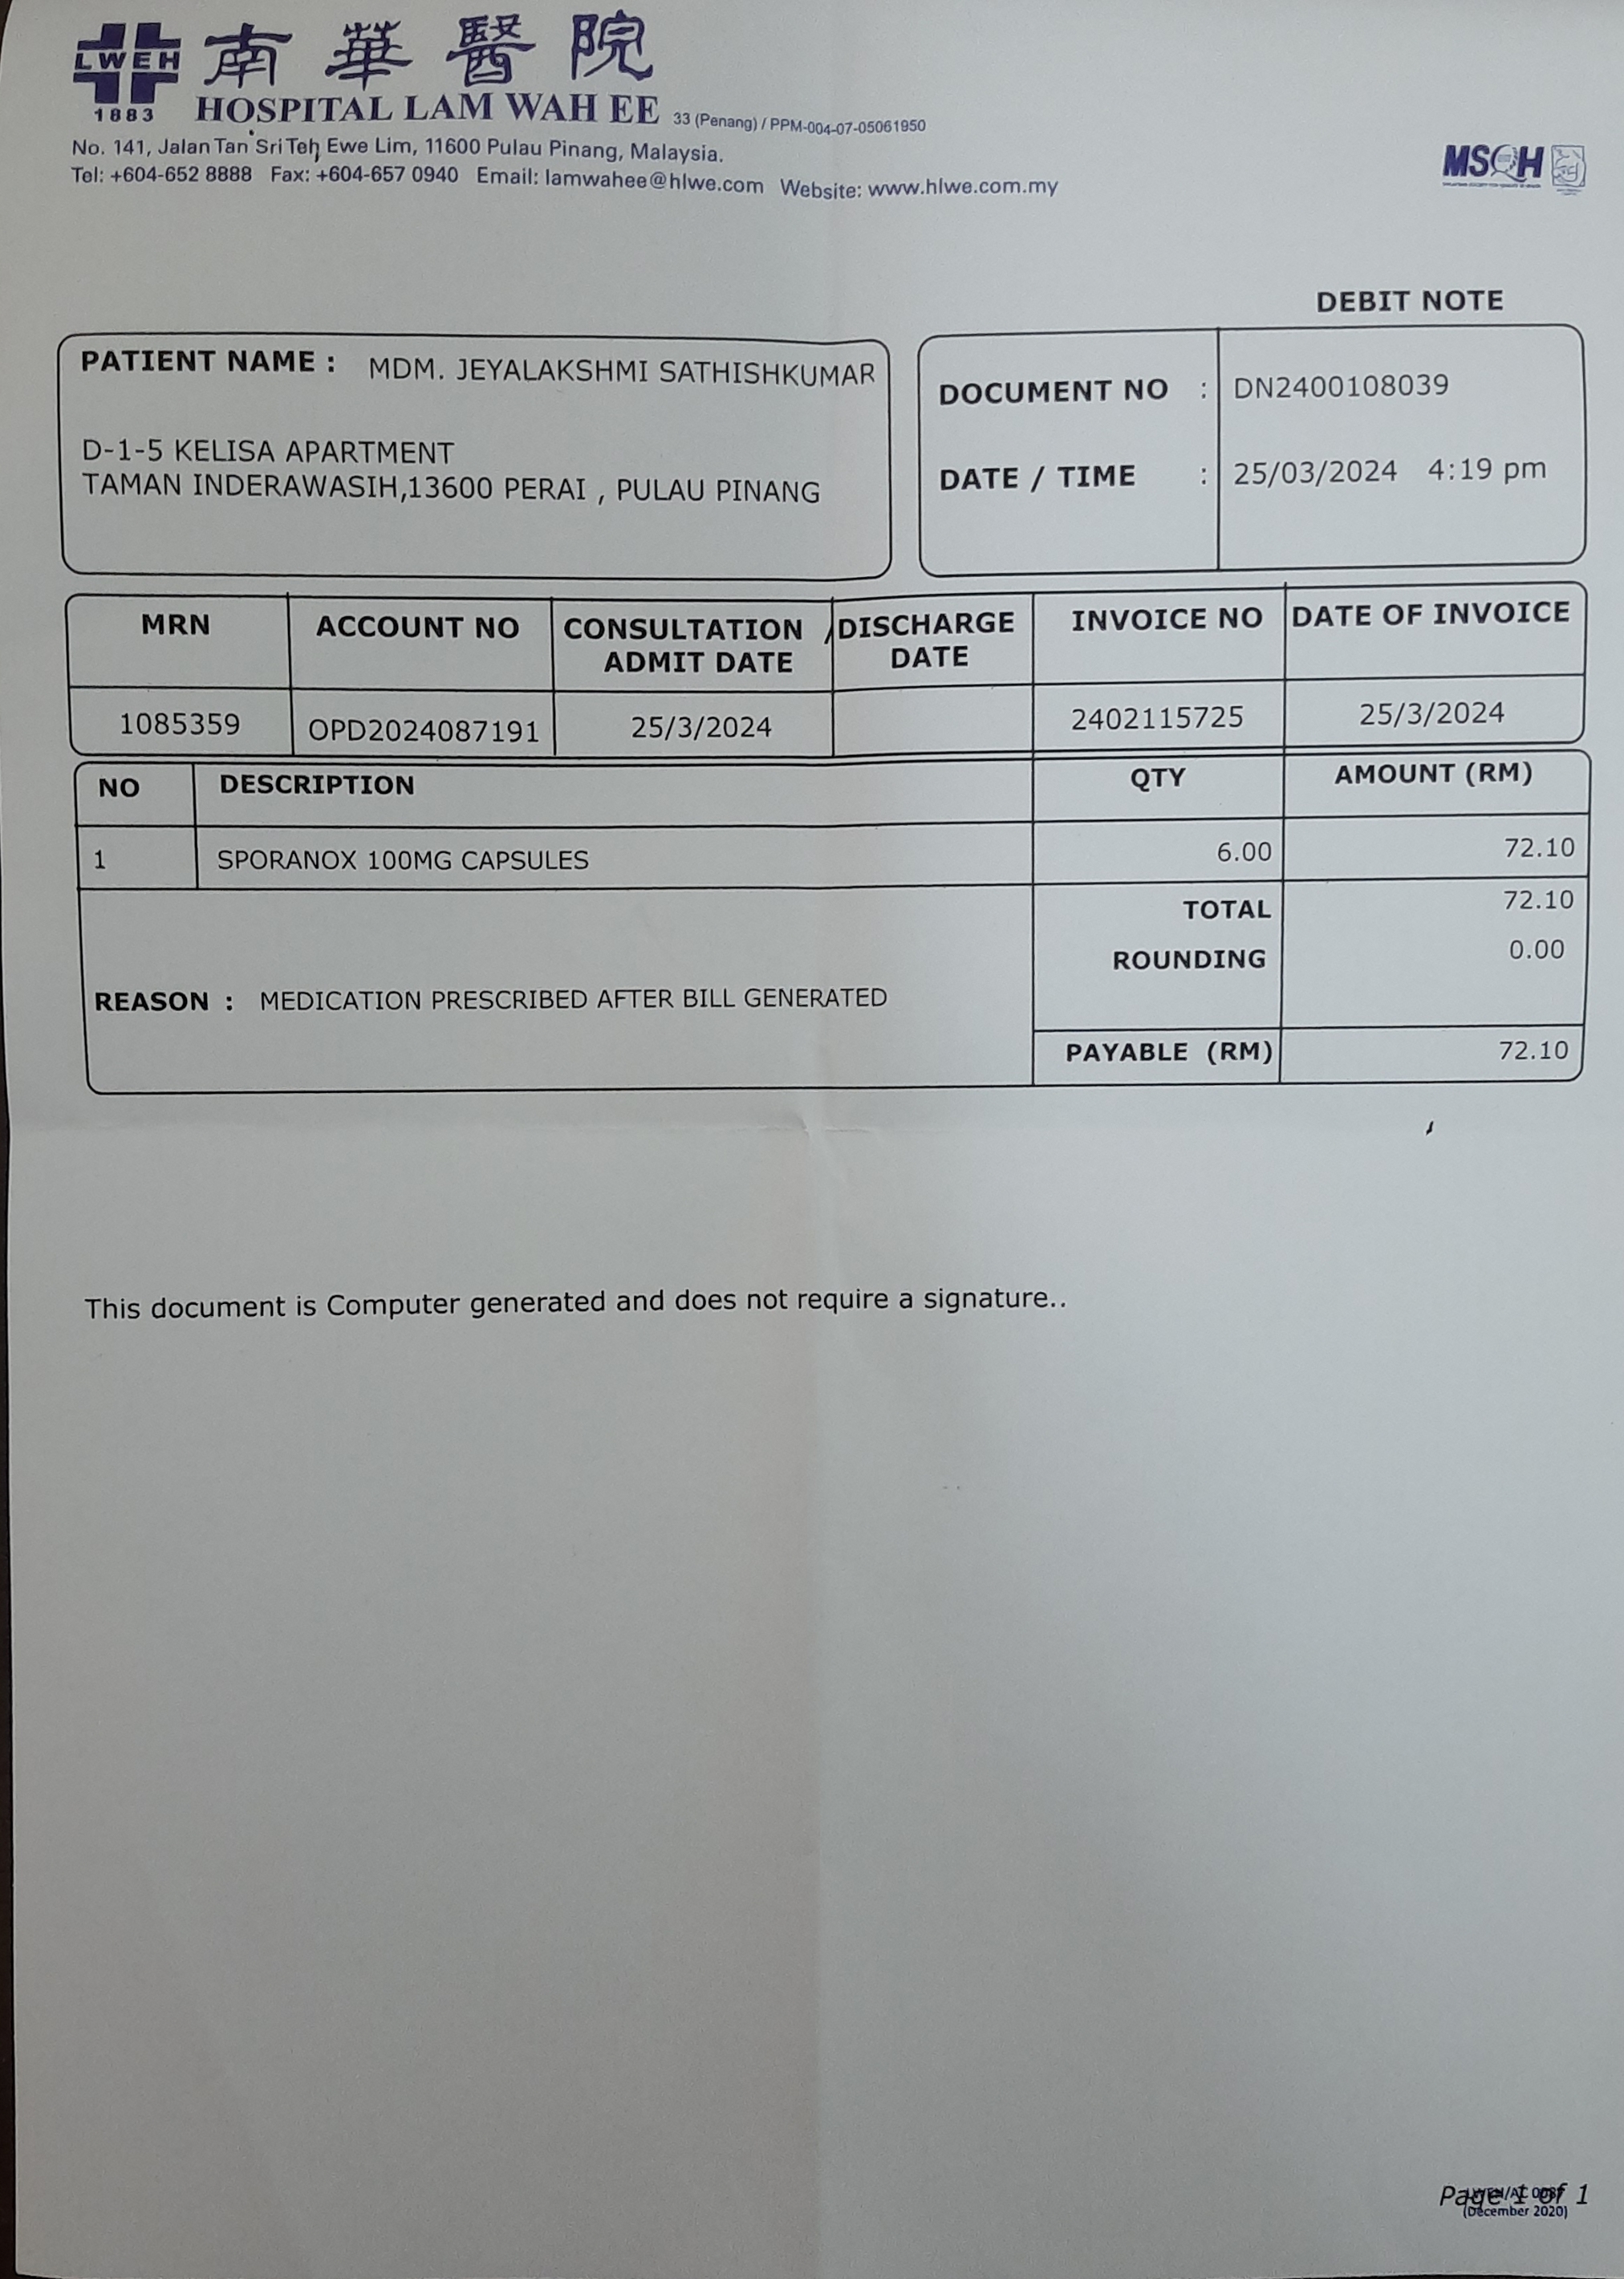 LWEH
1883
南華醫院
HOSPITAL LAM WAH EE 33 (Penang) / PPM-004-07-05061950
No. 141, Jalan Tan Sri Teh Ewe Lim, 11600 Pulau Pinang, Malaysia.
Tel: +604-652 8888 Fax: +604-657 0940 Email: lamwahee@hlwe.com Website: www.hlwe.com.my
MSQH
DEBIT NOTE
PATIENT NAME : MDM. JEYALAKSHMI SATHISHKUMAR
D-1-5 KELISA APARTMENT
TAMAN INDERAWASIH,13600 PERAI , PULAU PINANG
DOCUMENT NO : DN2400108039
DATE / TIME : 25/03/2024 4:19 pm
MRN ACCOUNT NO CONSULTATION / ADMIT DATE DISCHARGE DATE INVOICE NO DATE OF INVOICE
1085359 OPD2024087191 25/3/2024 2402115725 25/3/2024
NO DESCRIPTION QTY AMOUNT (RM)
1 SPORANOX 100MG CAPSULES 6.00 72.10
TOTAL 72.10
ROUNDING 0.00
REASON : MEDICATION PRESCRIBED AFTER BILL GENERATED
PAYABLE (RM) 72.10
This document is Computer generated and does not require a signature..
Page 1 of 1
(December 2020)